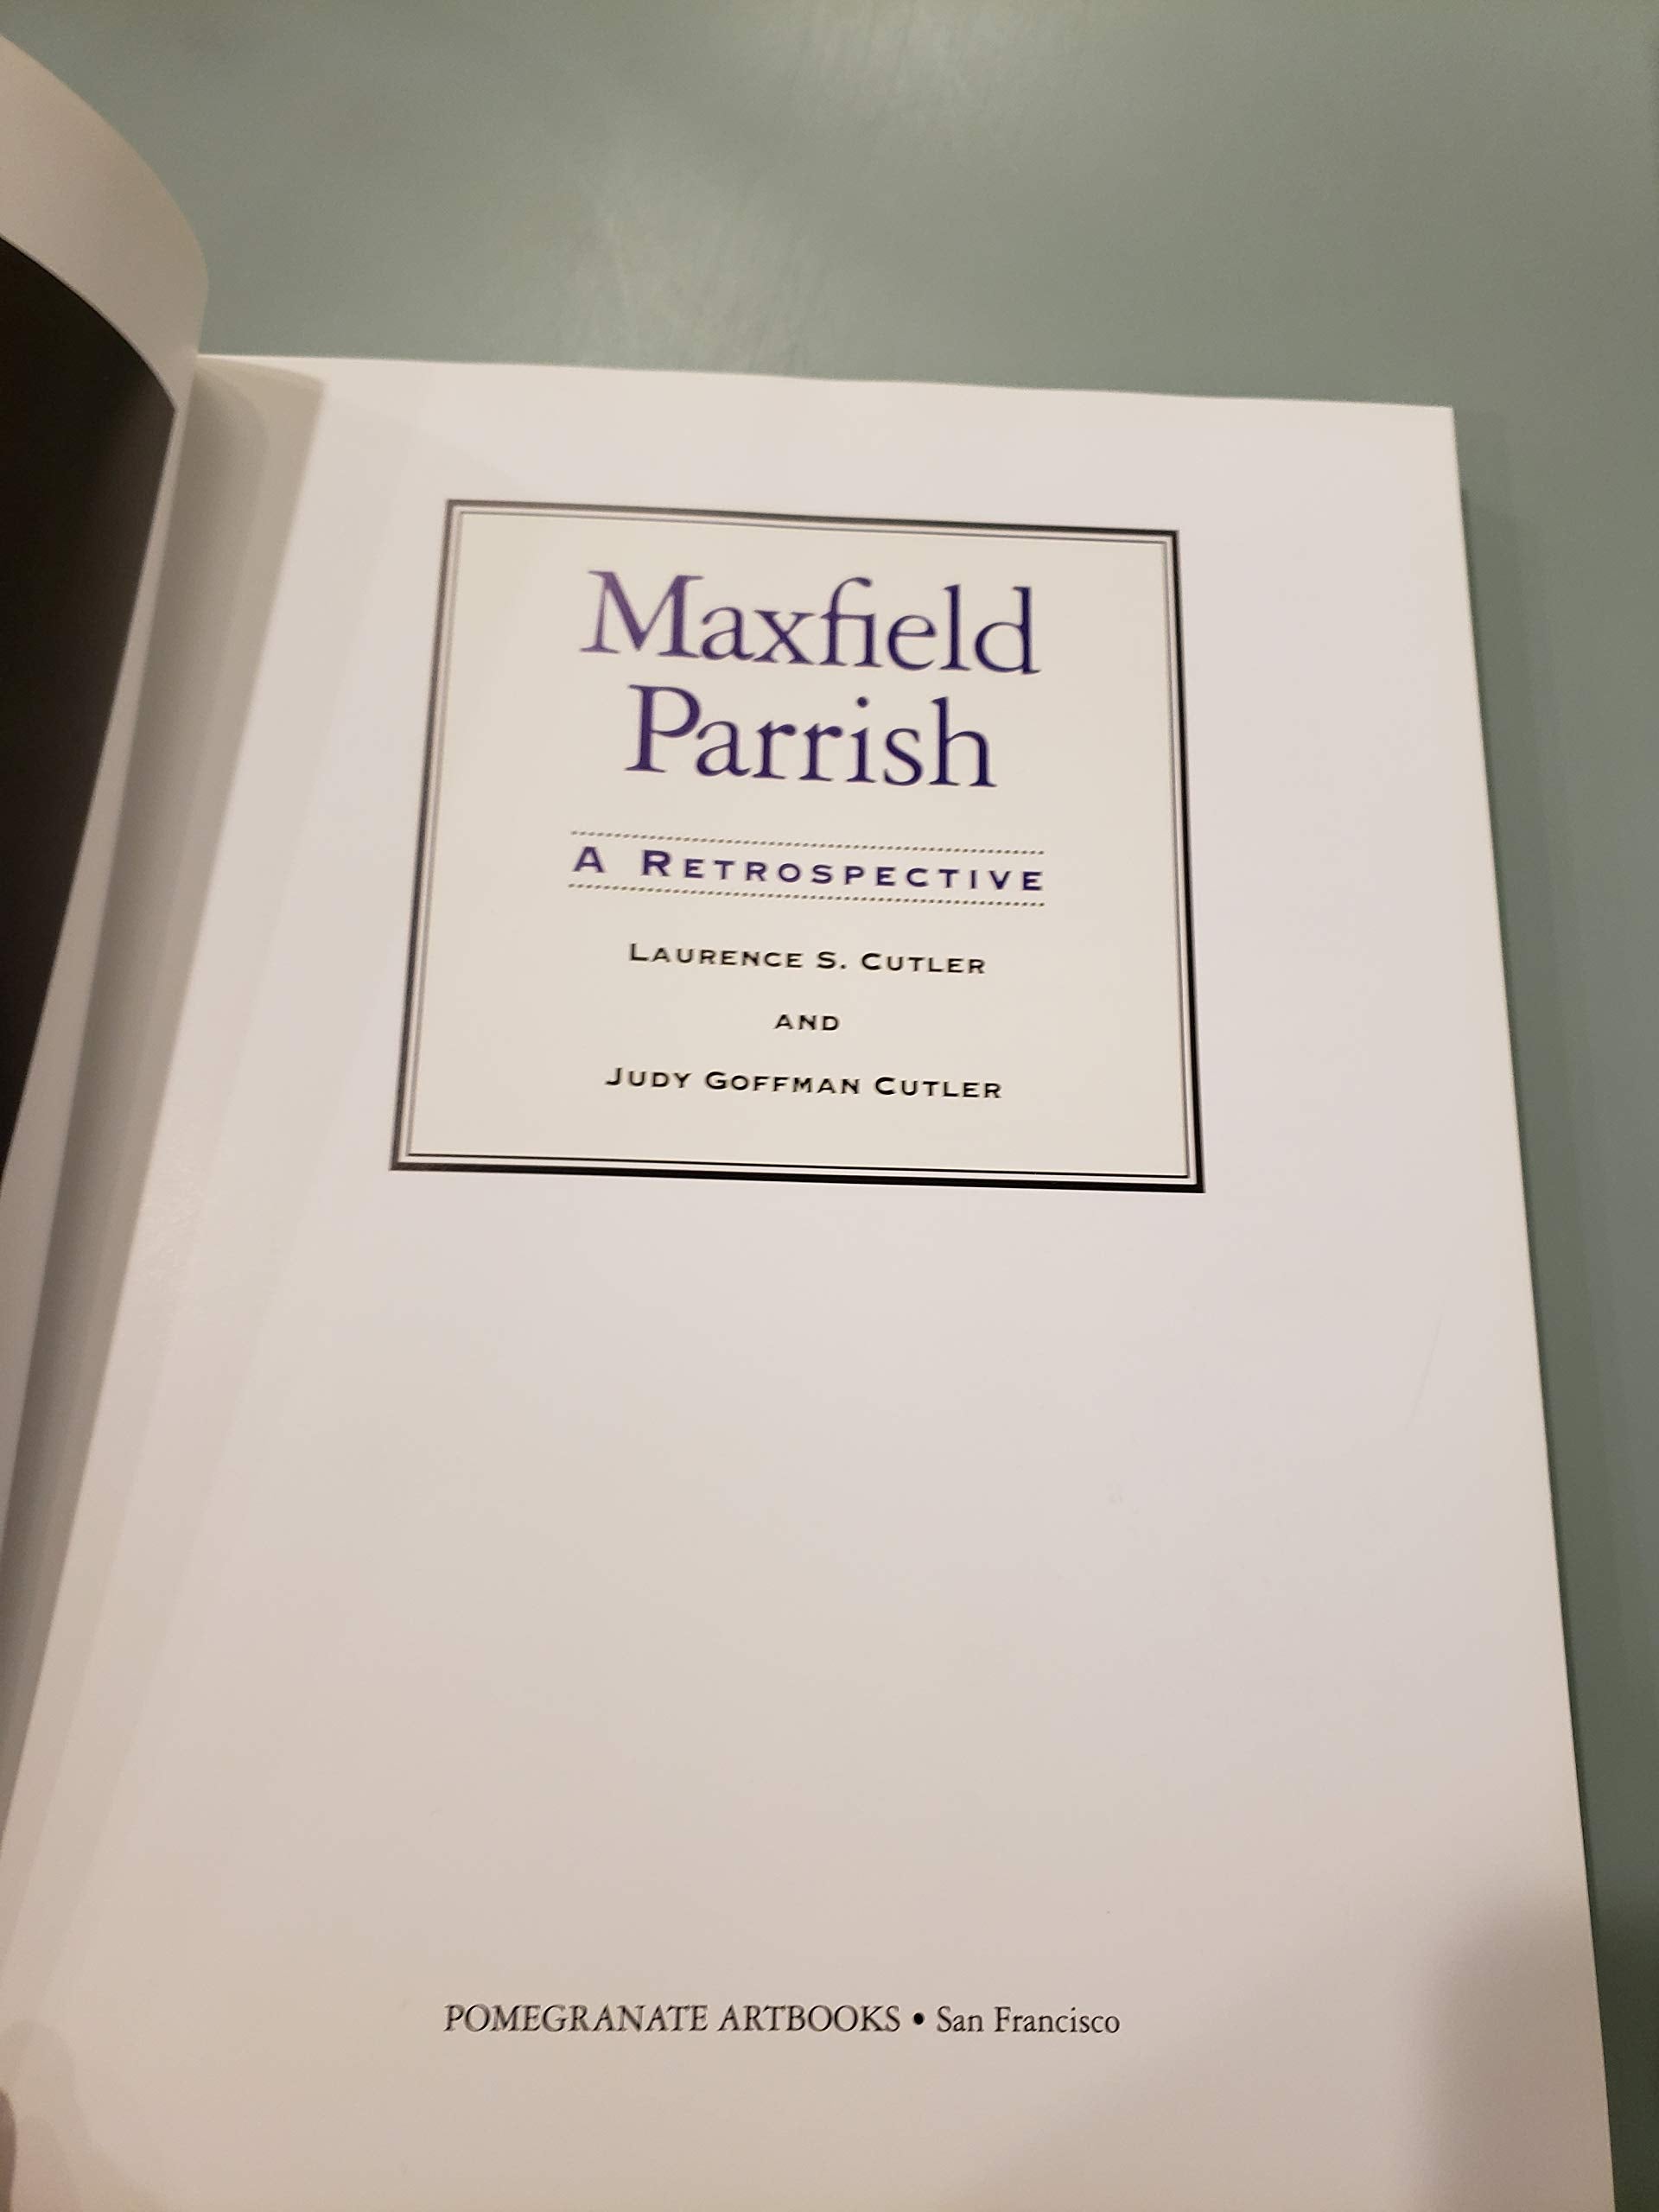 Maxfield
Parrish
A RETROSPECTIVE
LAURENCE S. CUTLER
AND
JUDY GOFFMAN CUTLER
POMEGRANATE ARTBOOKS • San Francisco